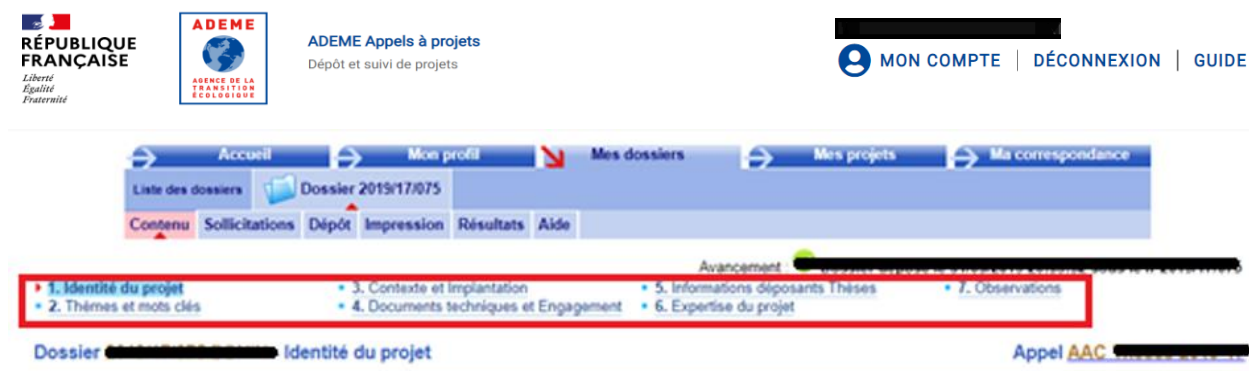 RÉPUBLIQUE
FRANÇAISE
Liberté
Égalité
Fraternité
ADEME
AGENCE DE LA
TRANSITION
ÉCOLOGIQUE
ADEME Appels à projets
Dépôt et suivi de projets
MON COMPTE | DÉCONNEXION | GUIDE
Accueil Mon profil Mes dossiers Mes projets Ma correspondance
Liste des dossiers Dossier 2019/17/075
Contenu Sollicitations Dépôt Impression Résultats Aide
Avancement :
1. Identité du projet 3. Contexte et Implantation 5. Informations déposants Thèses 7. Observations
2. Thèmes et mots clés 4. Documents techniques et Engagement 6. Expertise du projet
Dossier Identité du projet Appel AAC